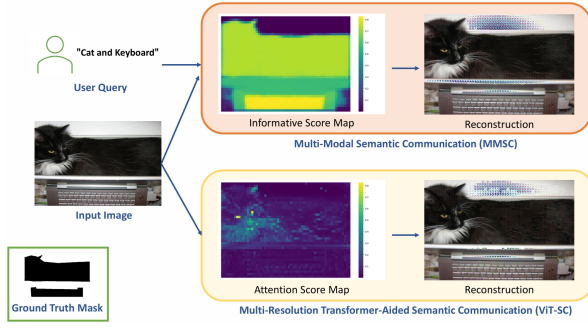 "Cat and Keyboard"
User Query
Input Image
Ground Truth Mask
Informative Score Map
Reconstruction
Multi-Modal Semantic Communication (MMSC)
Attention Score Map
Reconstruction
Multi-Resolution Transformer-Aided Semantic Communication (ViT-SC)